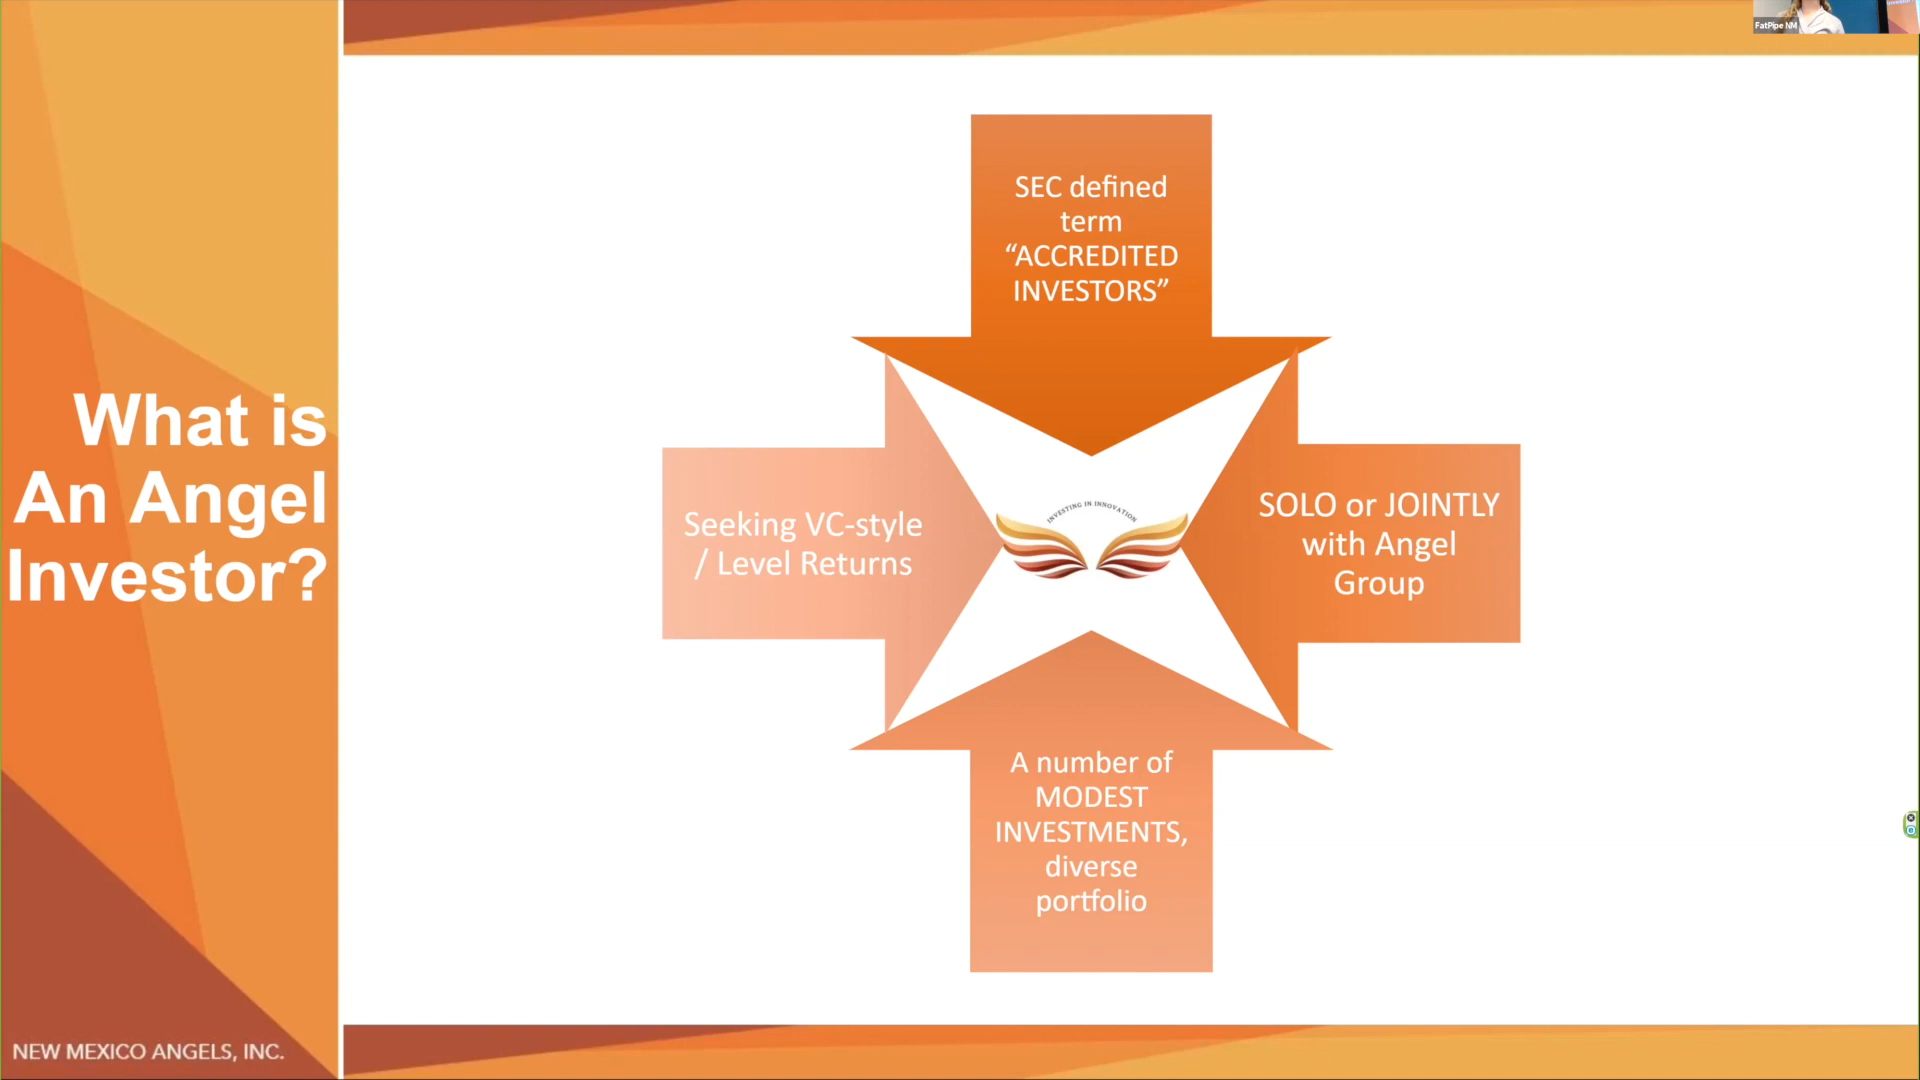 What is
An Angel
Investor?
NEW MEXICO ANGELS, INC.
SEC defined
term
“ACCREDITED
INVESTORS”
Seeking VC-style
/ Level Returns
INVESTING IN INNOVATION
SOLO or JOINTLY
with Angel
Group
A number of
MODEST
INVESTMENTS,
diverse
portfolio
FatPipe NM